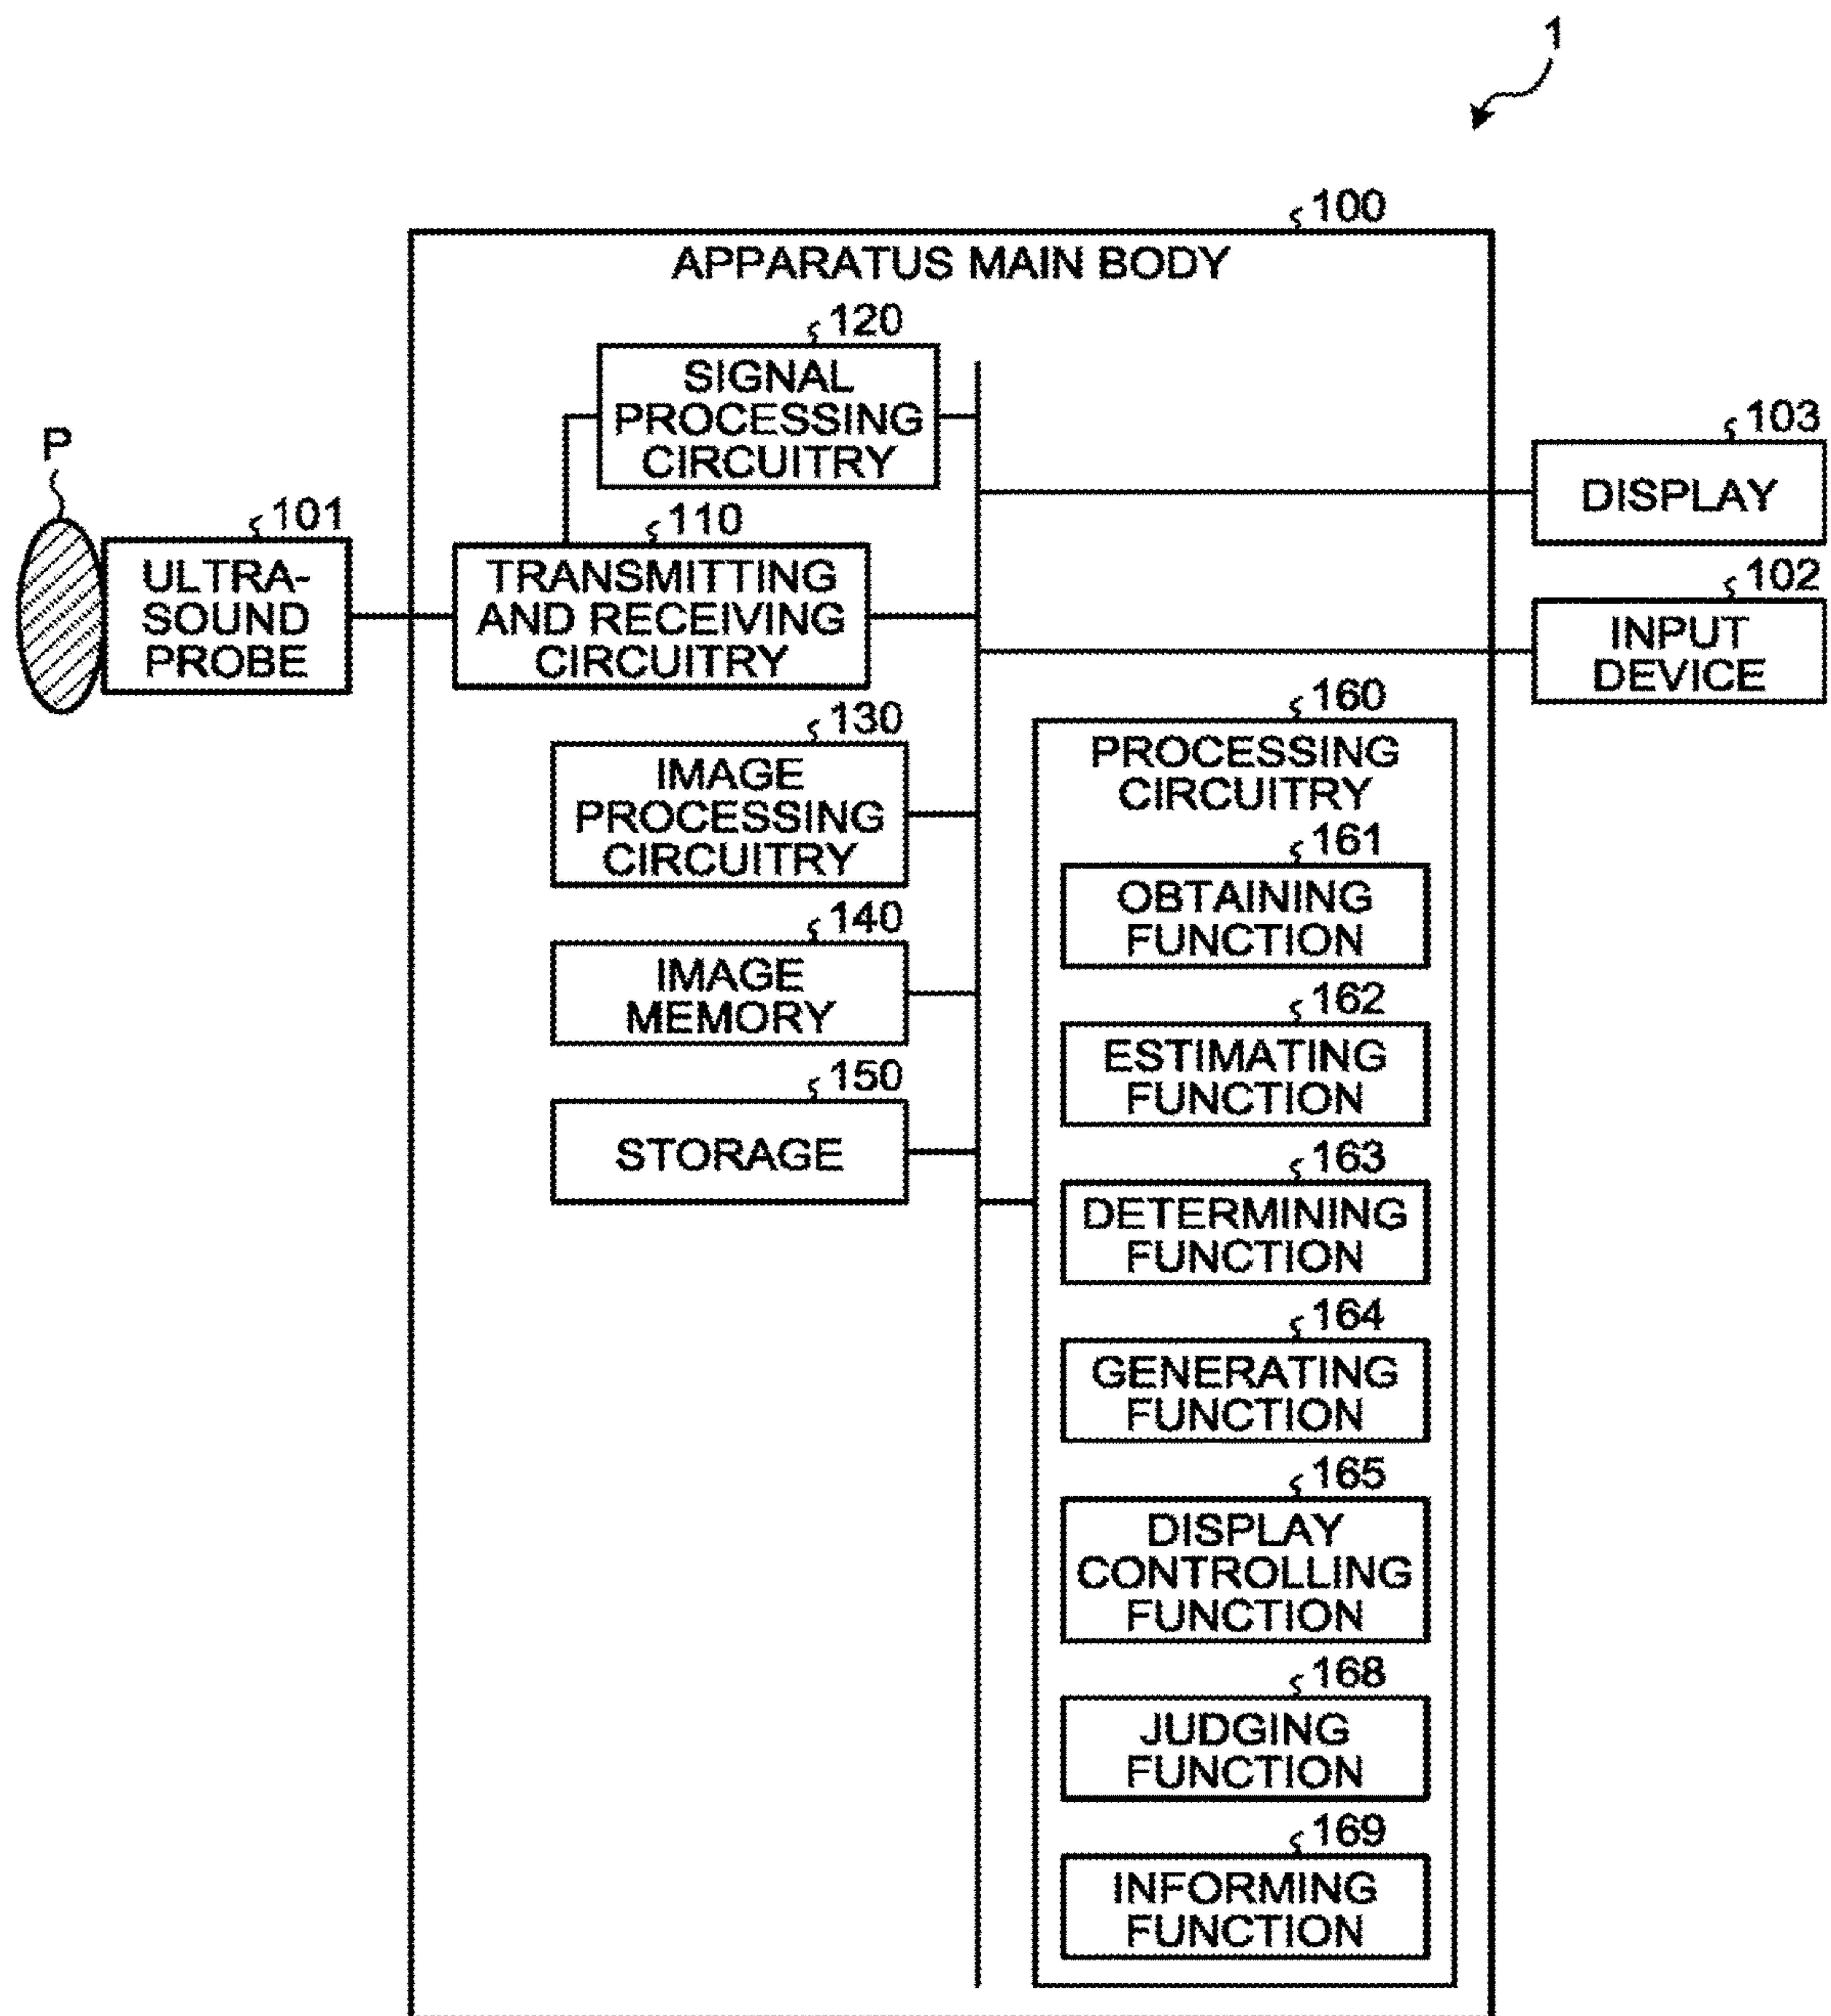 1
100
APPARATUS MAIN BODY
120
SIGNAL
PROCESSING
CIRCUITRY
P
101
ULTRA-
SOUND
PROBE
110
TRANSMITTING
AND RECEIVING
CIRCUITRY
103
DISPLAY
102
INPUT
DEVICE
130
IMAGE
PROCESSING
CIRCUITRY
140
IMAGE
MEMORY
150
STORAGE
160
PROCESSING
CIRCUITRY
161
OBTAINING
FUNCTION
162
ESTIMATING
FUNCTION
163
DETERMINING
FUNCTION
164
GENERATING
FUNCTION
165
DISPLAY
CONTROLLING
FUNCTION
168
JUDGING
FUNCTION
169
INFORMING
FUNCTION